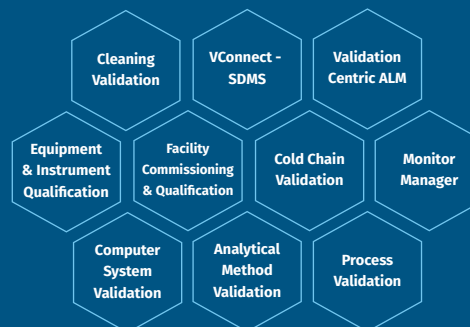 Cleaning
Validation
VConnect -
SDMS
Validation
Centric ALM
Equipment
& Instrument
Qualification
Facility
Commissioning
& Qualification
Cold Chain
Validation
Monitor
Manager
Computer
System
Validation
Analytical
Method
Validation
Process
Validation